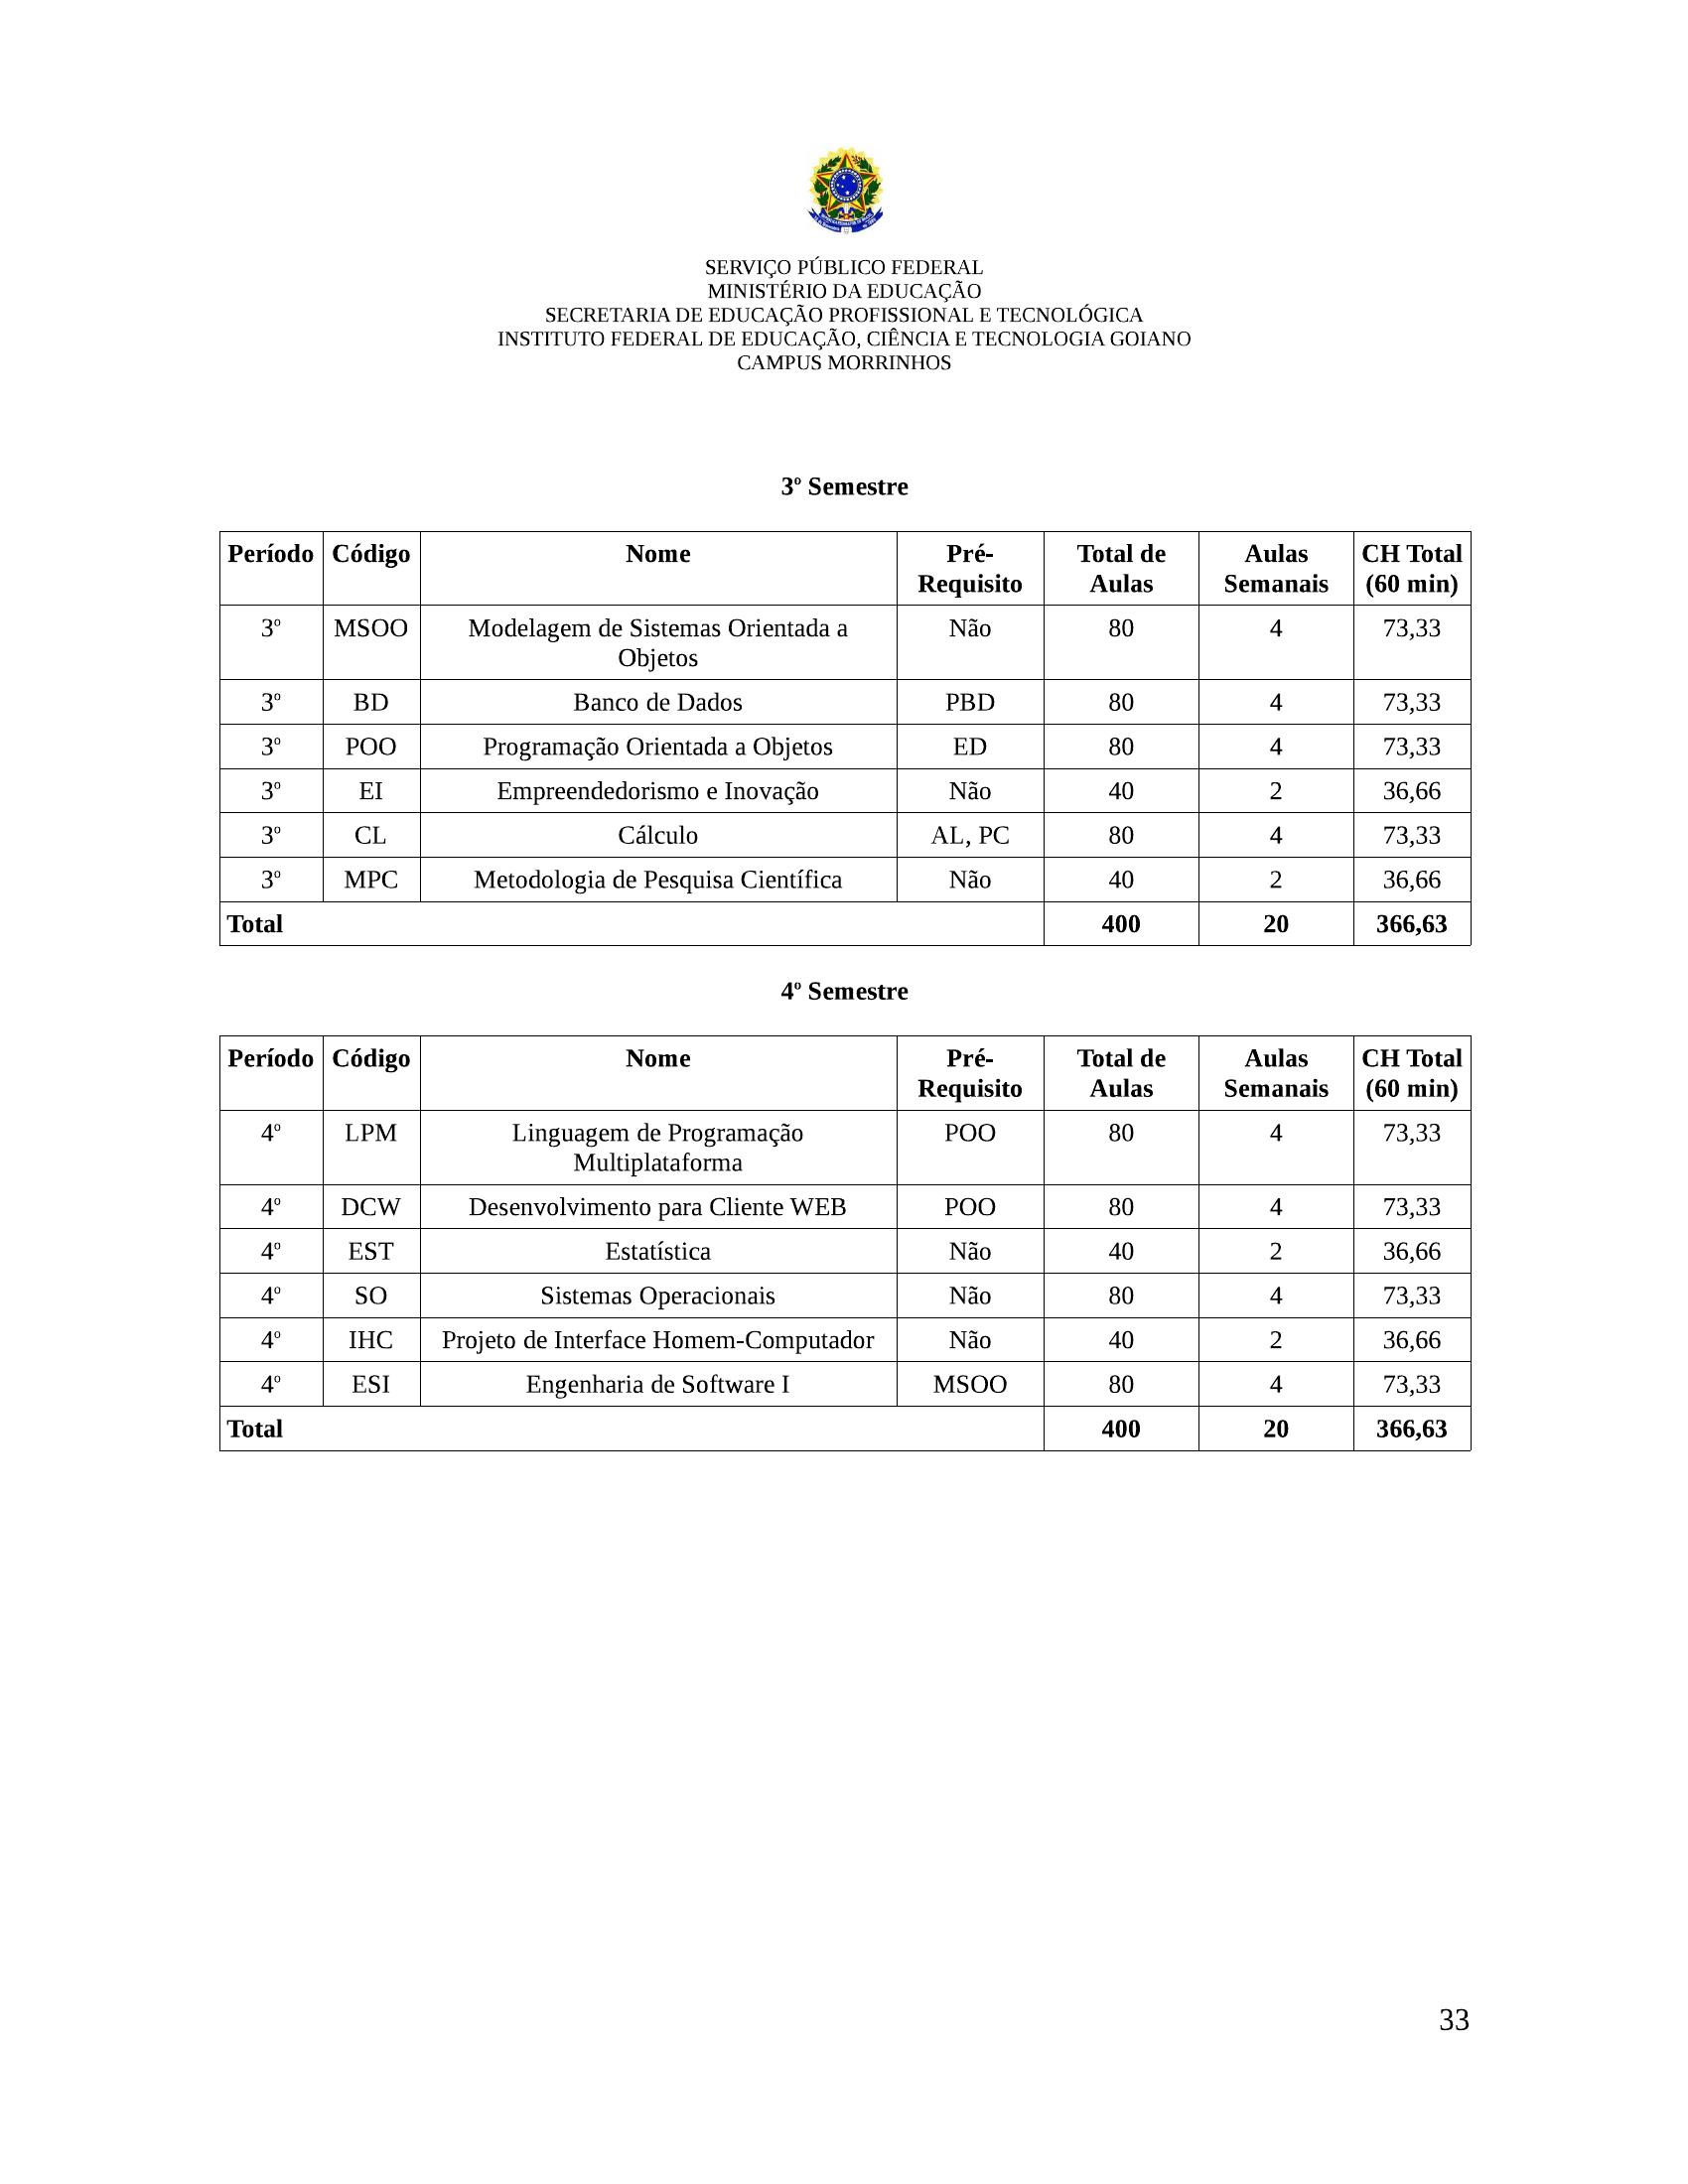 SERVIÇO PÚBLICO FEDERAL
MINISTÉRIO DA EDUCAÇÃO
SECRETARIA DE EDUCAÇÃO PROFISSIONAL E TECNOLÓGICA
INSTITUTO FEDERAL DE EDUCAÇÃO, CIÊNCIA E TECNOLOGIA GOIANO
CAMPUS MORRINHOS
3º Semestre
Período Código Nome Pré- Total de Aulas CH Total
Requisito Aulas Semanais (60 min)
3º MSOO Modelagem de Sistemas Orientada a Não 80 4 73,33
Objetos
3º BD Banco de Dados PBD 80 4 73,33
3º POO Programação Orientada a Objetos ED 80 4 73,33
3º EI Empreendedorismo e Inovação Não 40 2 36,66
3º CL Cálculo AL, PC 80 4 73,33
3º MPC Metodologia de Pesquisa Científica Não 40 2 36,66
Total 400 20 366,63
4º Semestre
Período Código Nome Pré- Total de Aulas CH Total
Requisito Aulas Semanais (60 min)
4º LPM Linguagem de Programação POO 80 4 73,33
Multiplataforma
4º DCW Desenvolvimento para Cliente WEB POO 80 4 73,33
4º EST Estatística Não 40 2 36,66
4º SO Sistemas Operacionais Não 80 4 73,33
4º IHC Projeto de Interface Homem-Computador Não 40 2 36,66
4º ESI Engenharia de Software I MSOO 80 4 73,33
Total 400 20 366,63
33